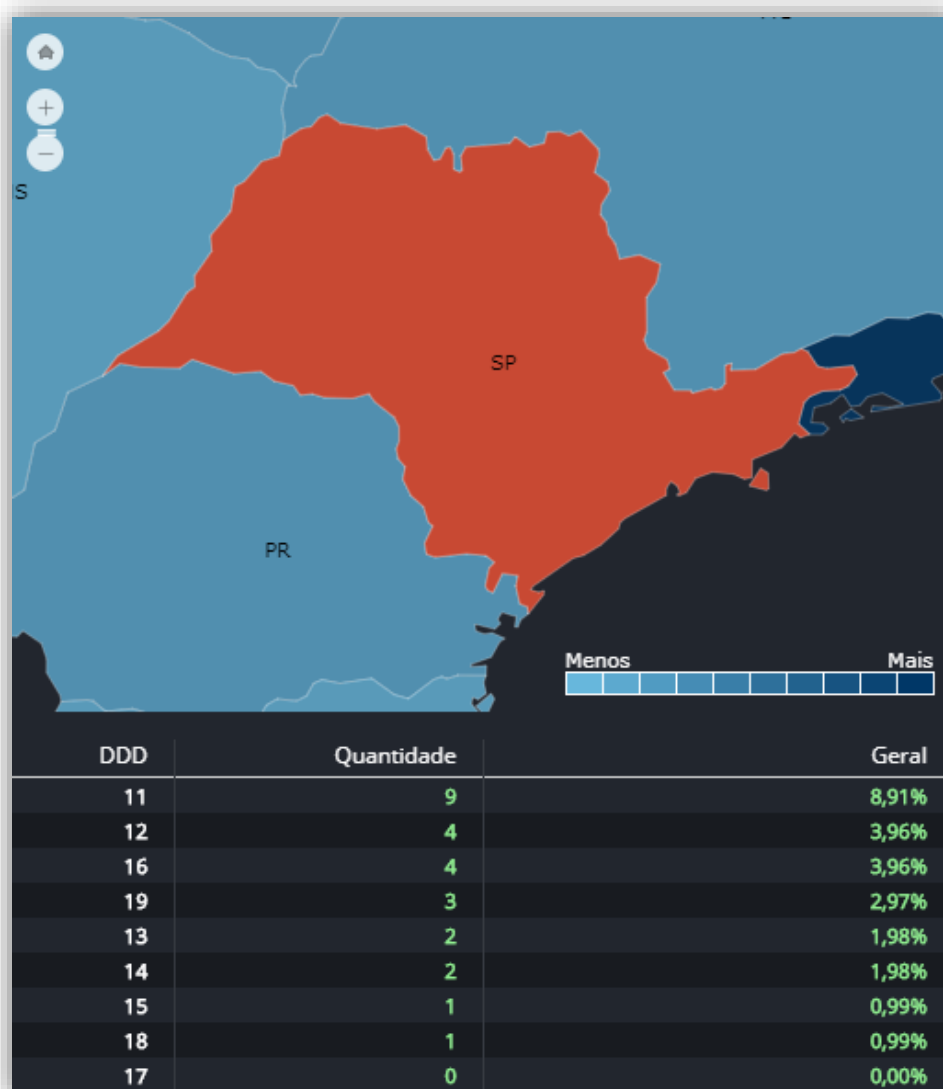 S
SP
PR
Menos Mais
DDD Quantidade Geral
11 9 8,91%
12 4 3,96%
16 4 3,96%
19 3 2,97%
13 2 1,98%
14 2 1,98%
15 1 0,99%
18 1 0,99%
17 0 0,00%